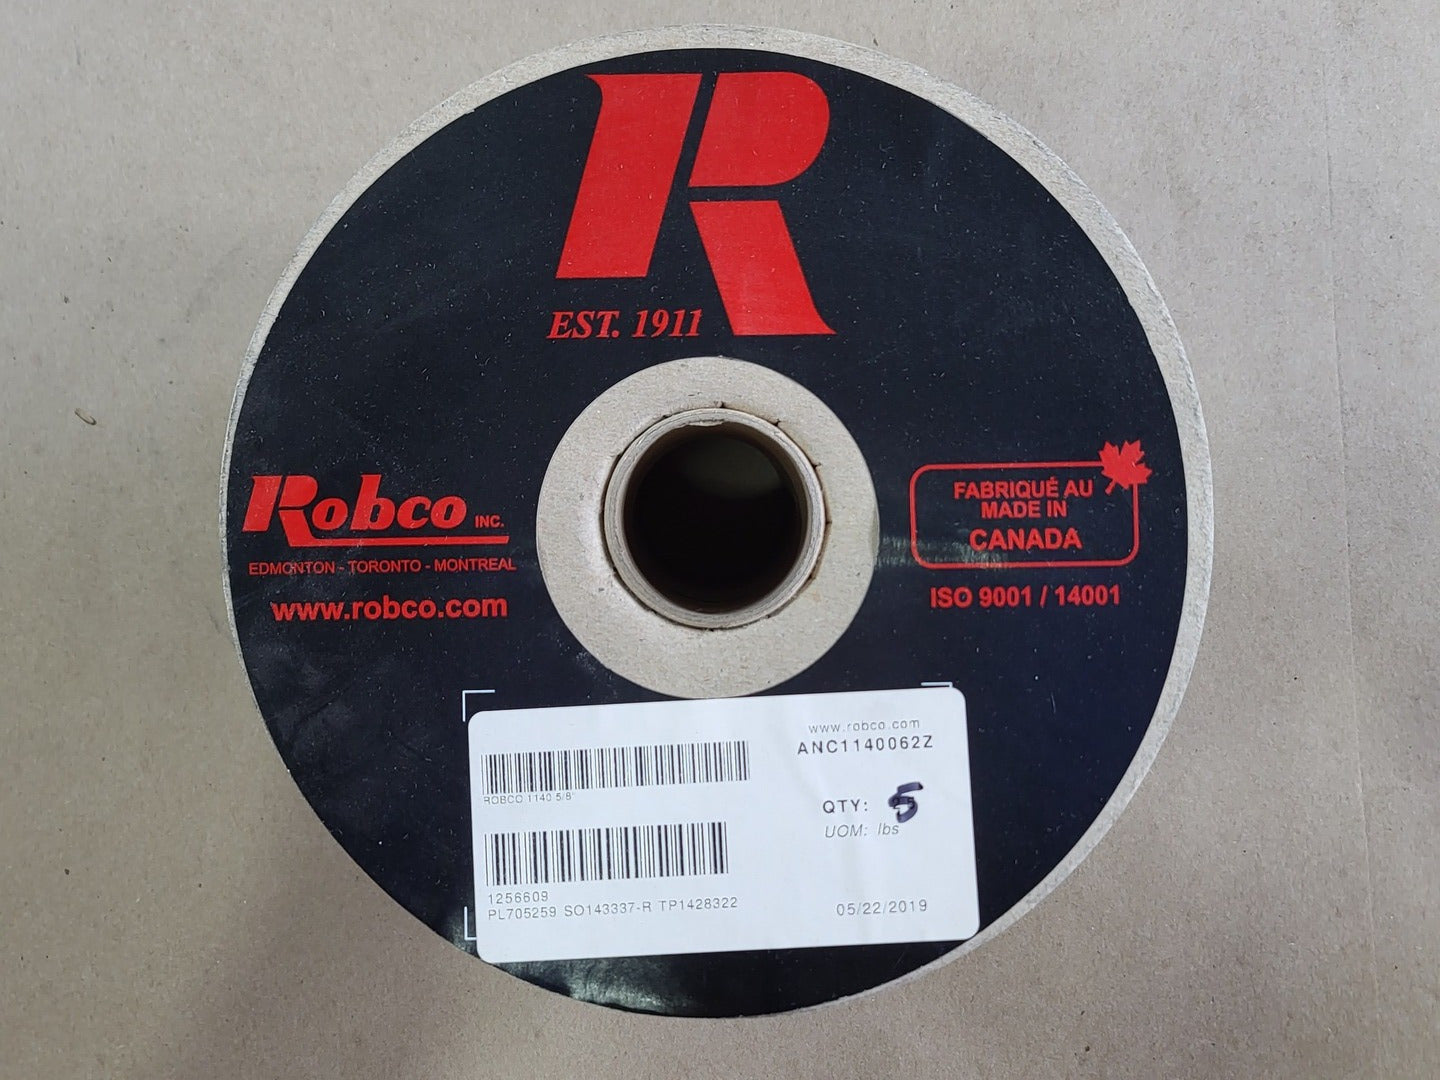 R
EST. 1911
Robco INC.
EDMONTON - TORONTO - MONTREAL
www.robco.com
FABRIQUÉ AU
MADE IN
CANADA
ISO 9001 / 14001
www.robco.com
ANC1140062Z
ROBCO 1140 5/8"
QTY: 5
UOM: lbs
1256609
PL705259 SO143337-R TP1428322
05/22/2019